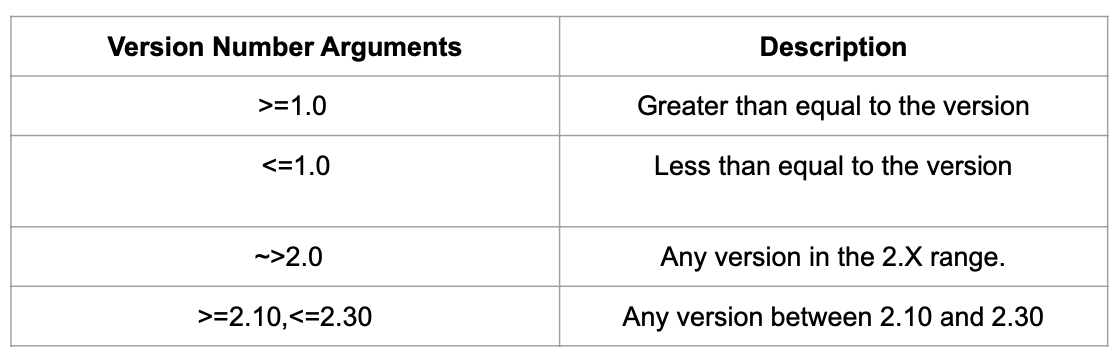 Version Number Arguments Description
>=1.0 Greater than equal to the version
<=1.0 Less than equal to the version
~>2.0 Any version in the 2.X range.
>=2.10,<=2.30 Any version between 2.10 and 2.30